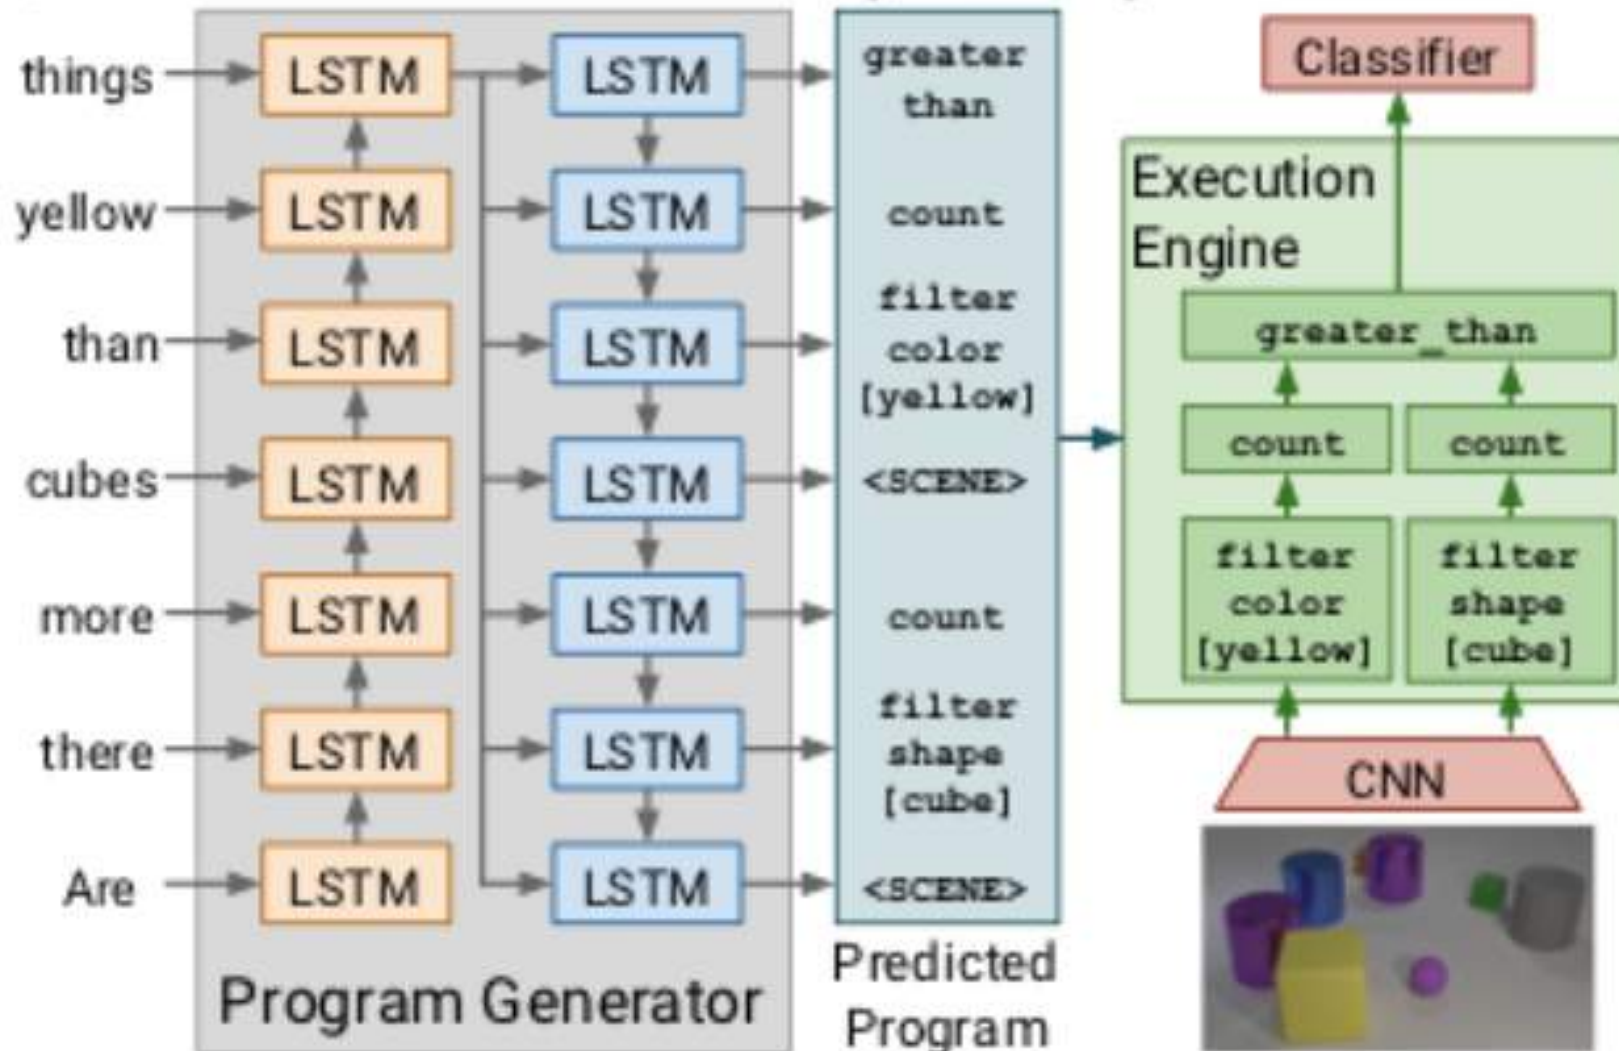 things
LSTM
LSTM
greater
than
yellow
LSTM
LSTM
count
than
LSTM
LSTM
filter
color
[yellow]
cubes
LSTM
LSTM
<SCENE>
more
LSTM
LSTM
count
there
LSTM
LSTM
filter
shape
[cube]
Are
LSTM
LSTM
<SCENE>
Program Generator
Predicted
Program
Classifier
Execution
Engine
greater_than
count
count
filter
color
[yellow]
filter
shape
[cube]
CNN